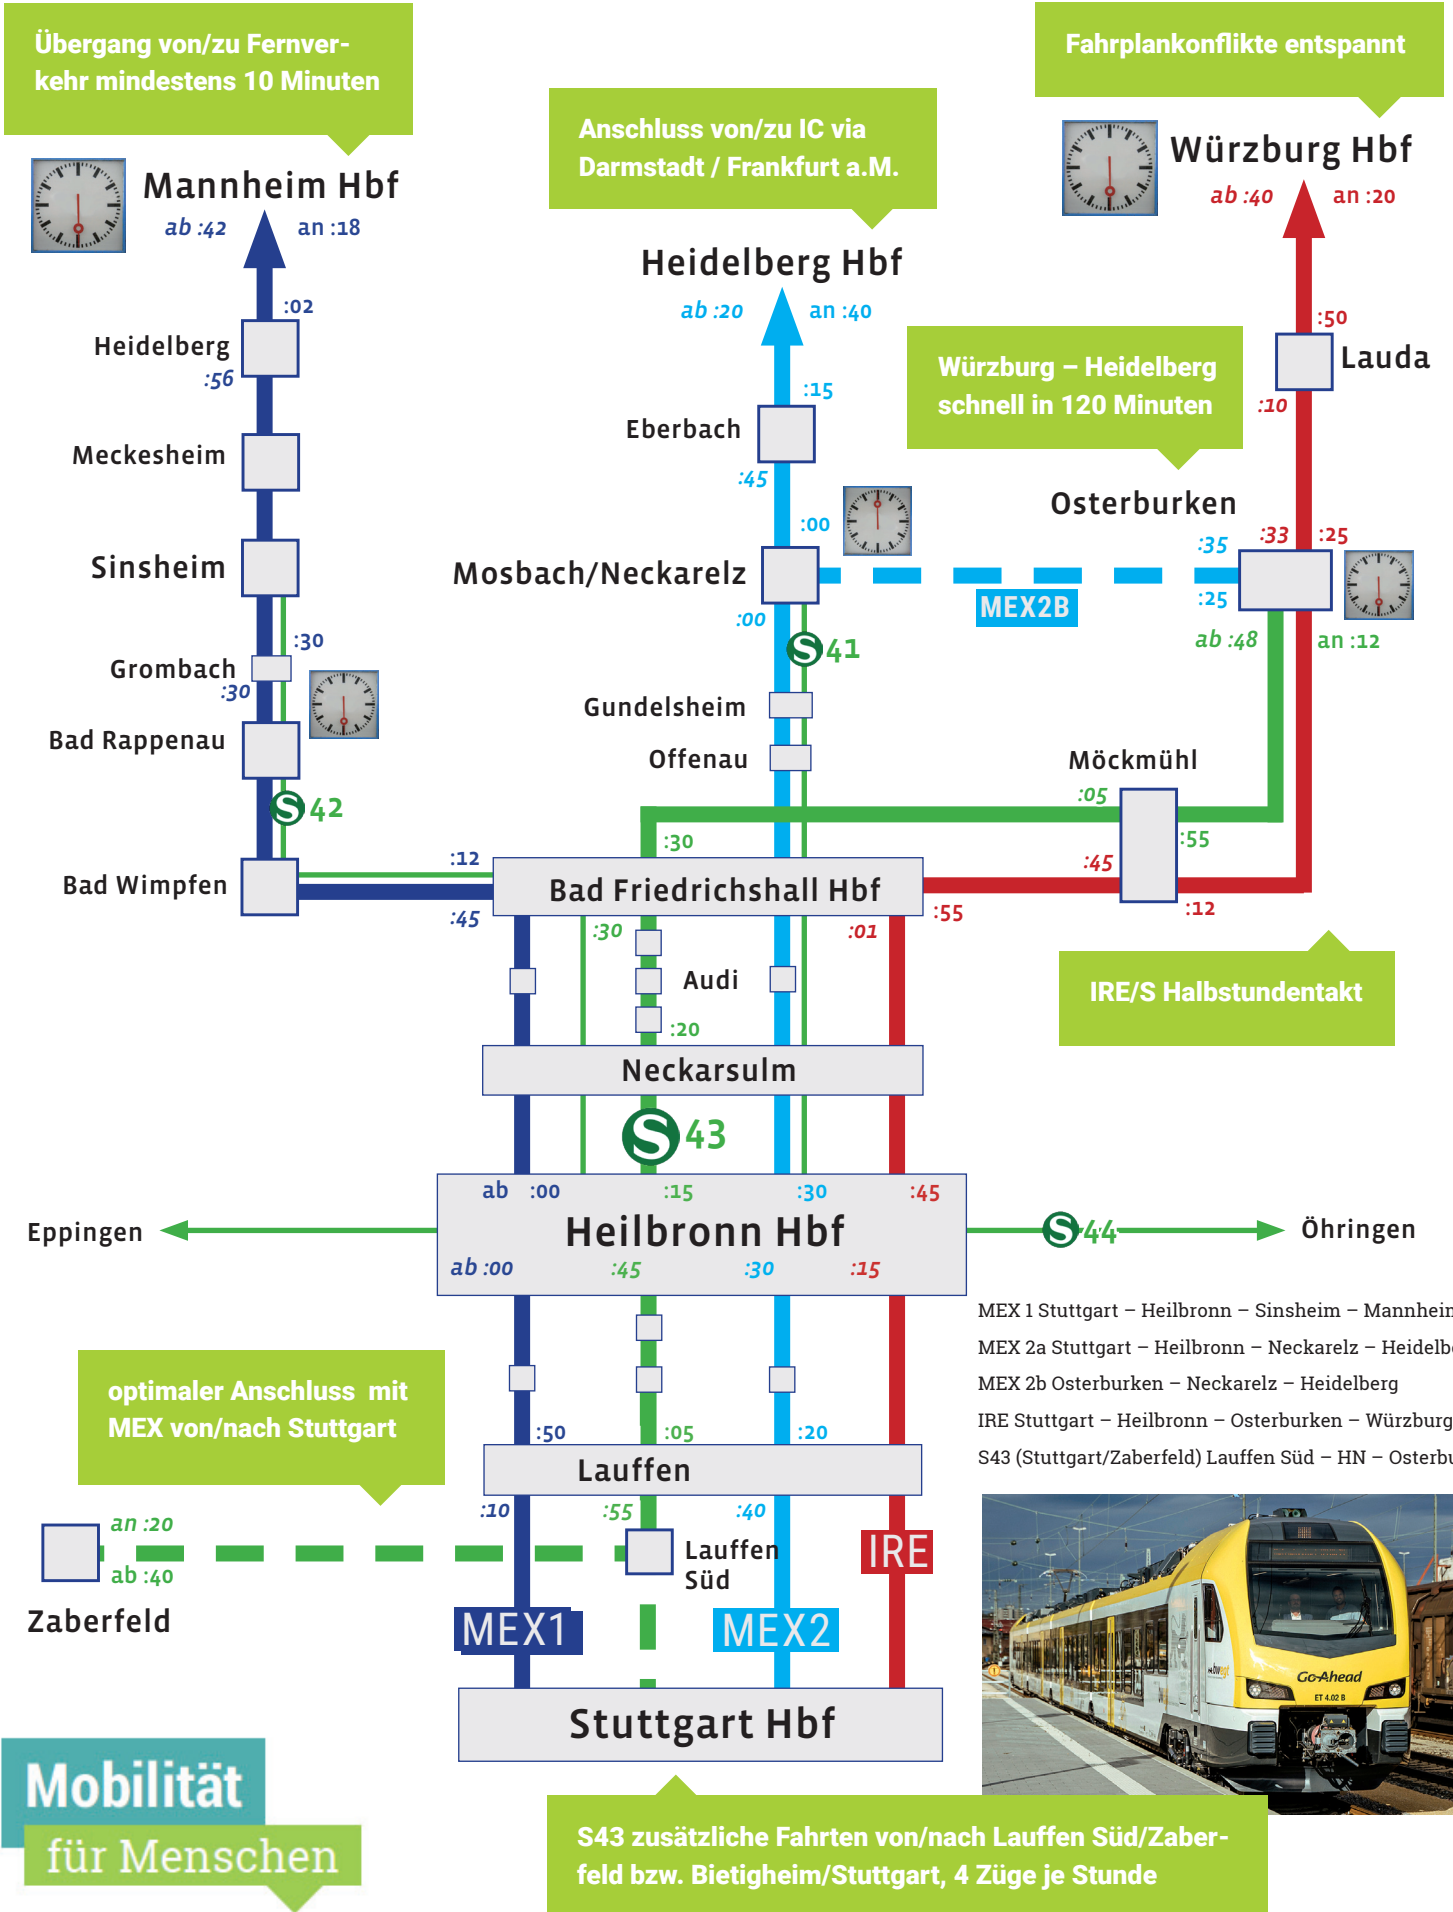 Übergang von/zu Fernver-
kehr mindestens 10 Minuten
Fahrplankonflikte entspannt
Anschluss von/zu IC via
Darmstadt / Frankfurt a.M.
Mannheim Hbf
ab :42 an :18
Würzburg Hbf
ab :40 an :20
Heidelberg Hbf
ab :20 an :40
:02
Heidelberg
:56
Würzburg – Heidelberg
schnell in 120 Minuten
:50
Lauda
:10
:15
Eberbach
:45
Meckesheim
Osterburken
:35 :33 :25
:25
ab :48 an :12
Sinsheim
:00
Mosbach/Neckarelz
:00
MEX2B
S 41
:30
Grombach
:30
Gundelsheim
Bad Rappenau
Offenau
Möckmühl
:05
:55
:45
:12
S 42
:30
:12
Bad Wimpfen
:45
Bad Friedrichshall Hbf
:55
:30
:01
Audi
:20
IRE/S Halbstundentakt
Neckarsulm
S 43
ab :00 :15 :30 :45
Heilbronn Hbf
ab :00 :45 :30 :15
Eppingen
S 44
Öhringen
MEX 1 Stuttgart – Heilbronn – Sinsheim – Mannheim
MEX 2a Stuttgart – Heilbronn – Neckarelz – Heidelbe
MEX 2b Osterburken – Neckarelz – Heidelberg
IRE Stuttgart – Heilbronn – Osterburken – Würzburg
S43 (Stuttgart/Zaberfeld) Lauffen Süd – HN – Osterbu
optimaler Anschluss mit
MEX von/nach Stuttgart
:50 :05 :20
Lauffen
:10 :55 :40
an :20
ab :40
Zaberfeld
Lauffen
Süd
IRE
MEX1
MEX2
Stuttgart Hbf
bwegt
Go-Ahead
ET 4.02 B
Mobilität
für Menschen
S43 zusätzliche Fahrten von/nach Lauffen Süd/Zaber-
feld bzw. Bietigheim/Stuttgart, 4 Züge je Stunde